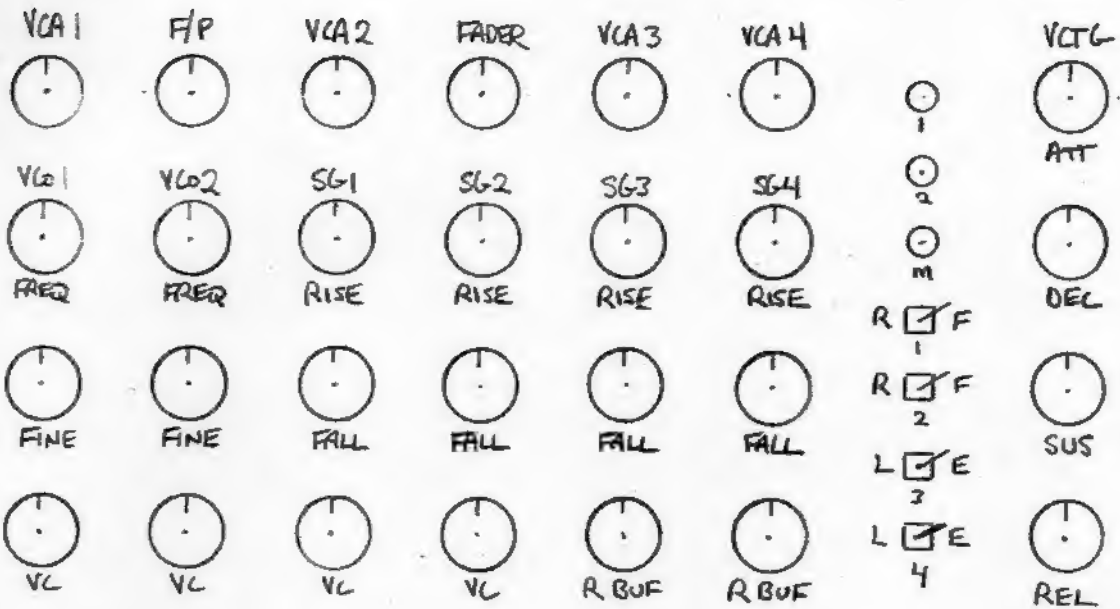 VCA 1 F/P VCA 2 FADER VCA 3 VCA 4 VCTG
1
ATT
VCO 1 VCO 2 SG1 SG2 SG3 SG4
2
FREQ FREQ RISE RISE RISE RISE M DEC
R F
1
R F
FINE FINE FALL FALL FALL FALL 2 SUS
L E
3
L E
VC VC VC VC R BUF R BUF 4 REL